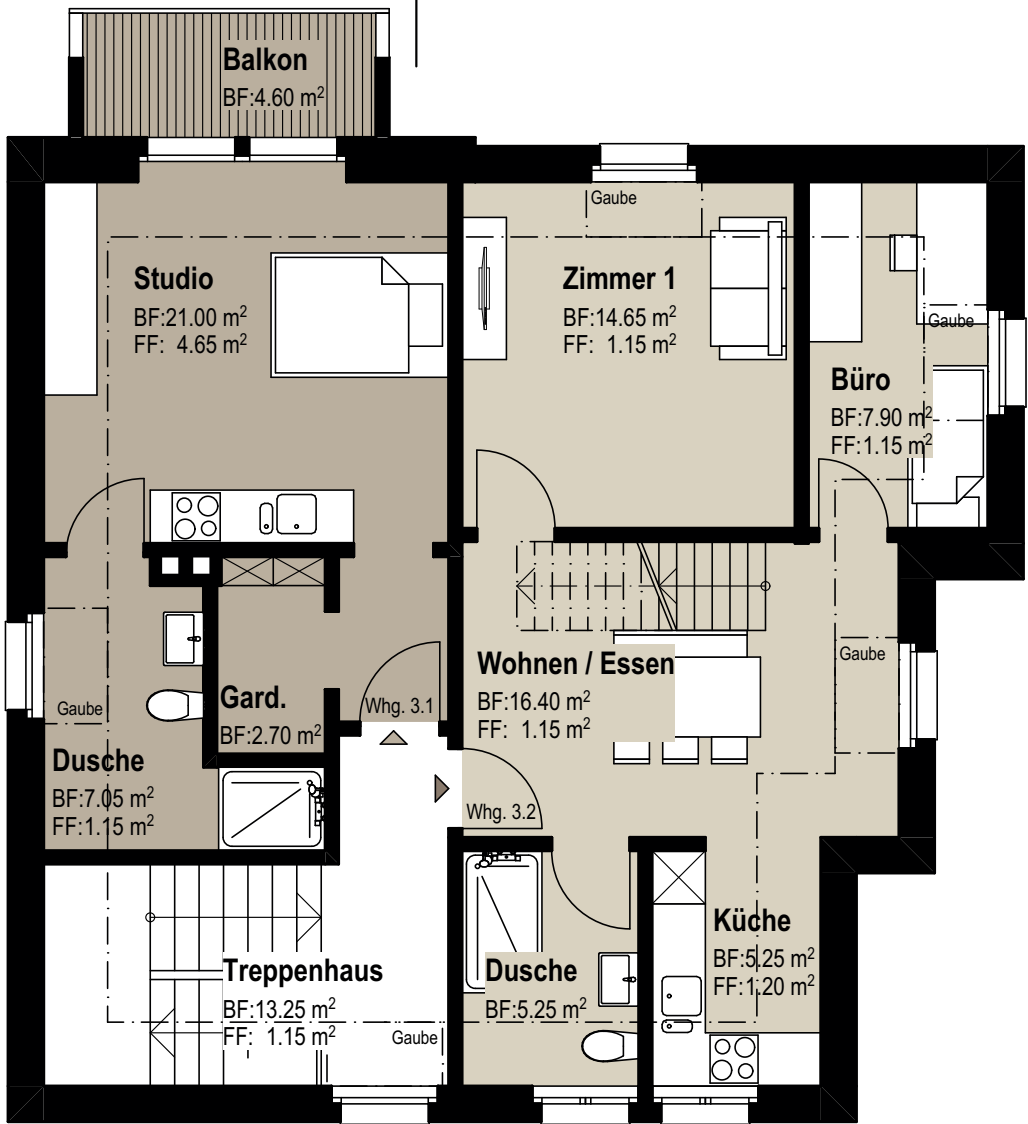 Balkon
BF:4.60 m²
Gaube
Studio
BF:21.00 m²
FF: 4.65 m²
Zimmer 1
BF:14.65 m²
FF: 1.15 m²
Gaube
Büro
BF:7.90 m²
FF:1.15 m²
Wohnen / Essen
BF:16.40 m²
FF: 1.15 m²
Gaube
Gard.
BF:2.70 m²
Whg. 3.1
Gaube
Dusche
BF:7.05 m²
FF:1.15 m²
Whg. 3.2
Küche
BF:5.25 m²
FF:1.20 m²
Treppenhaus
BF:13.25 m²
FF: 1.15 m²
Gaube
Dusche
BF:5.25 m²